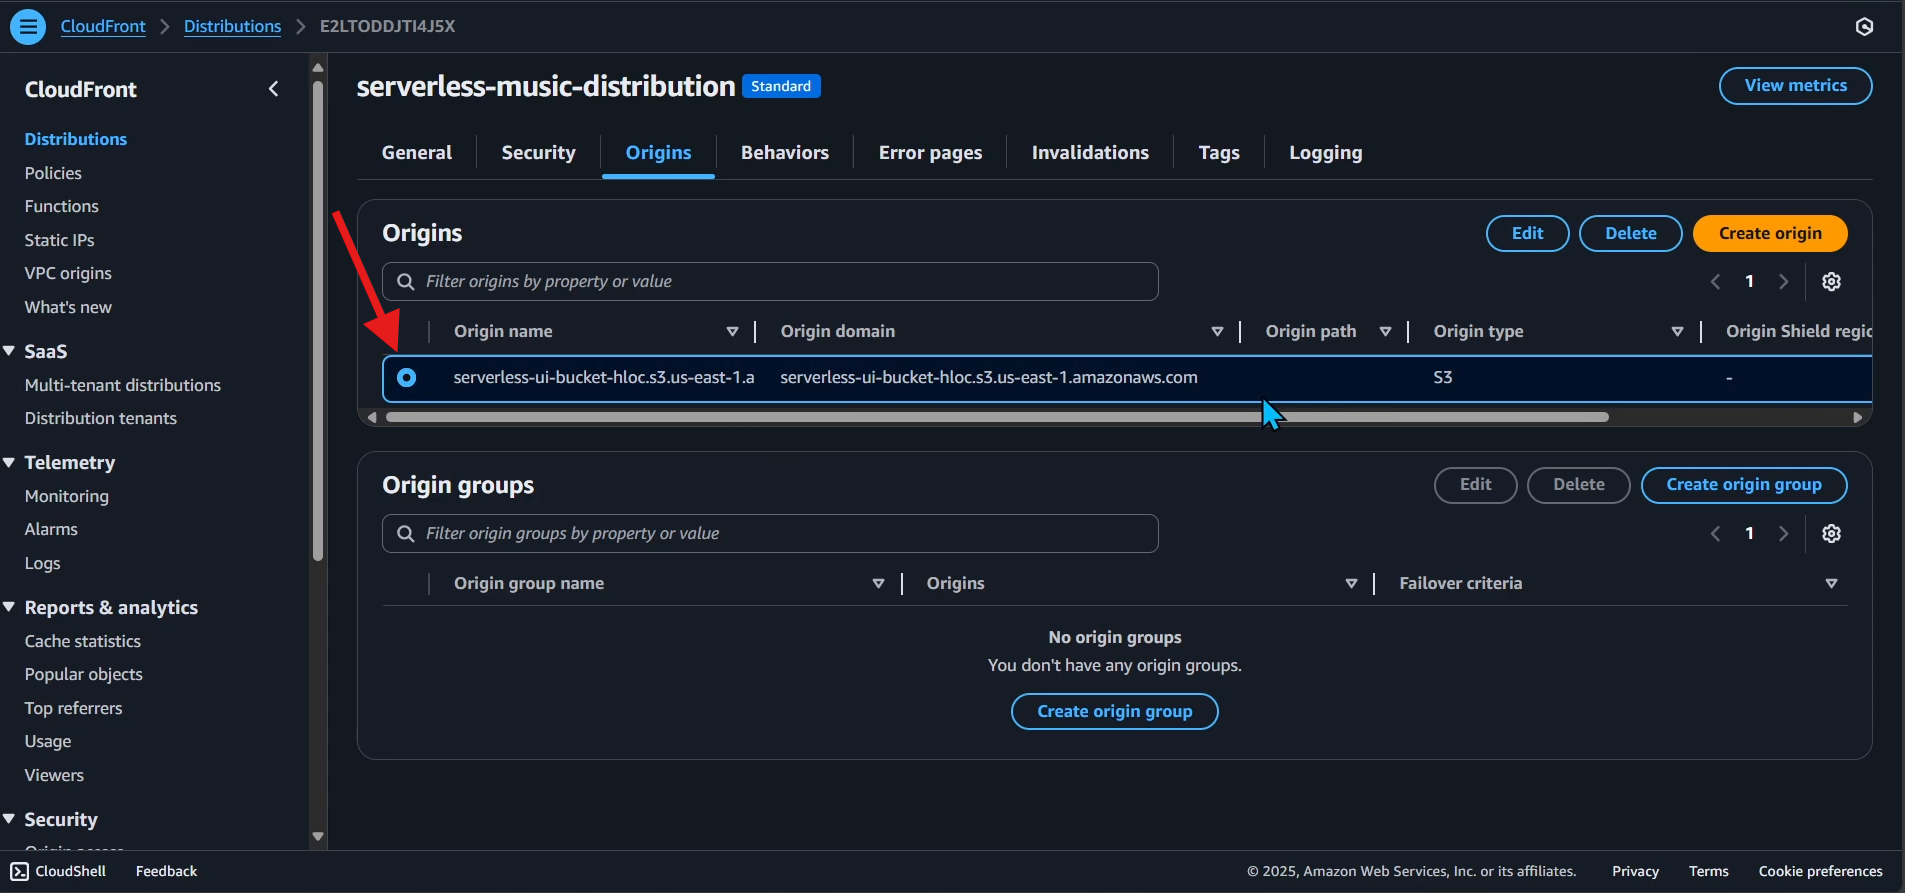 CloudFront > Distributions > E2LTODDJTI4J5X
CloudFront
Distributions
Policies
Functions
Static IPs
VPC origins
What's new
SaaS
Multi-tenant distributions
Distribution tenants
Telemetry
Monitoring
Alarms
Logs
Reports & analytics
Cache statistics
Popular objects
Top referrers
Usage
Viewers
Security
serverless-music-distribution Standard
View metrics
General Security Origins Behaviors Error pages Invalidations Tags Logging
Origins
Edit Delete Create origin
Filter origins by property or value
1
Origin name Origin domain Origin path Origin type Origin Shield regio
serverless-ui-bucket-hloc.s3.us-east-1.a serverless-ui-bucket-hloc.s3.us-east-1.amazonaws.com S3 -
Origin groups
Edit Delete Create origin group
Filter origin groups by property or value
1
Origin group name Origins Failover criteria
No origin groups
You don't have any origin groups.
Create origin group
CloudShell Feedback © 2025, Amazon Web Services, Inc. or its affiliates. Privacy Terms Cookie preferences